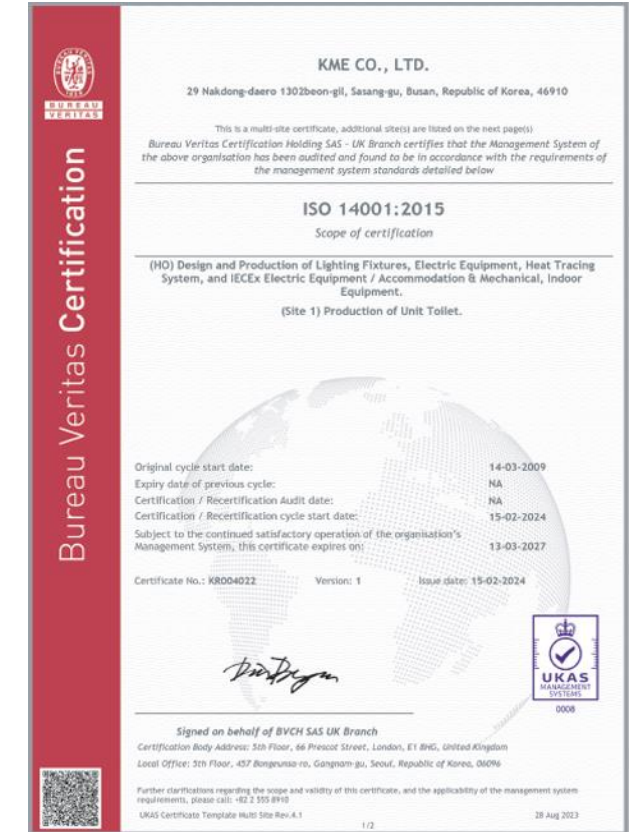 BUREAU
VERITAS
Bureau Veritas Certification
KME CO., LTD.
29 Nakdong-daero 1302beon-gil, Sasang-gu, Busan, Republic of Korea, 46910
This is a multi-site certificate, additional site(s) are listed on the next page(s)
Bureau Veritas Certification Holding SAS - UK Branch certifies that the Management System of
the above organisation has been audited and found to be in accordance with the requirements of
the management system standards detailed below
ISO 14001:2015
Scope of certification
(HO) Design and Production of Lighting Fixtures, Electric Equipment, Heat Tracing
System, and IECEx Electric Equipment / Accommodation & Mechanical, Indoor
Equipment.
(Site 1) Production of Unit Toilet.
Original cycle start date: 14-03-2009
Expiry date of previous cycle: NA
Certification / Recertification Audit date: NA
Certification / Recertification cycle start date: 15-02-2024
Subject to the continued satisfactory operation of the organisation's
Management System, this certificate expires on: 13-03-2027
Certificate No.: KR004022 Version: 1 Issue date: 15-02-2024
UKAS
MANAGEMENT
SYSTEMS
0008
Signed on behalf of BVCH SAS UK Branch
Certification Body Address: 5th Floor, 66 Prescot Street, London, E1 8HG, United Kingdom
Local Office: 5th Floor, 457 Bongeunsa-ro, Gangnam-gu, Seoul, Republic of Korea, 06096
Further clarifications regarding the scope and validity of this certificate, and the applicability of the management system
requirements, please call: +82 2 555 8910
UKAS Certificate Template Multi Site Rev.4.1 1/2 28 Aug 2023